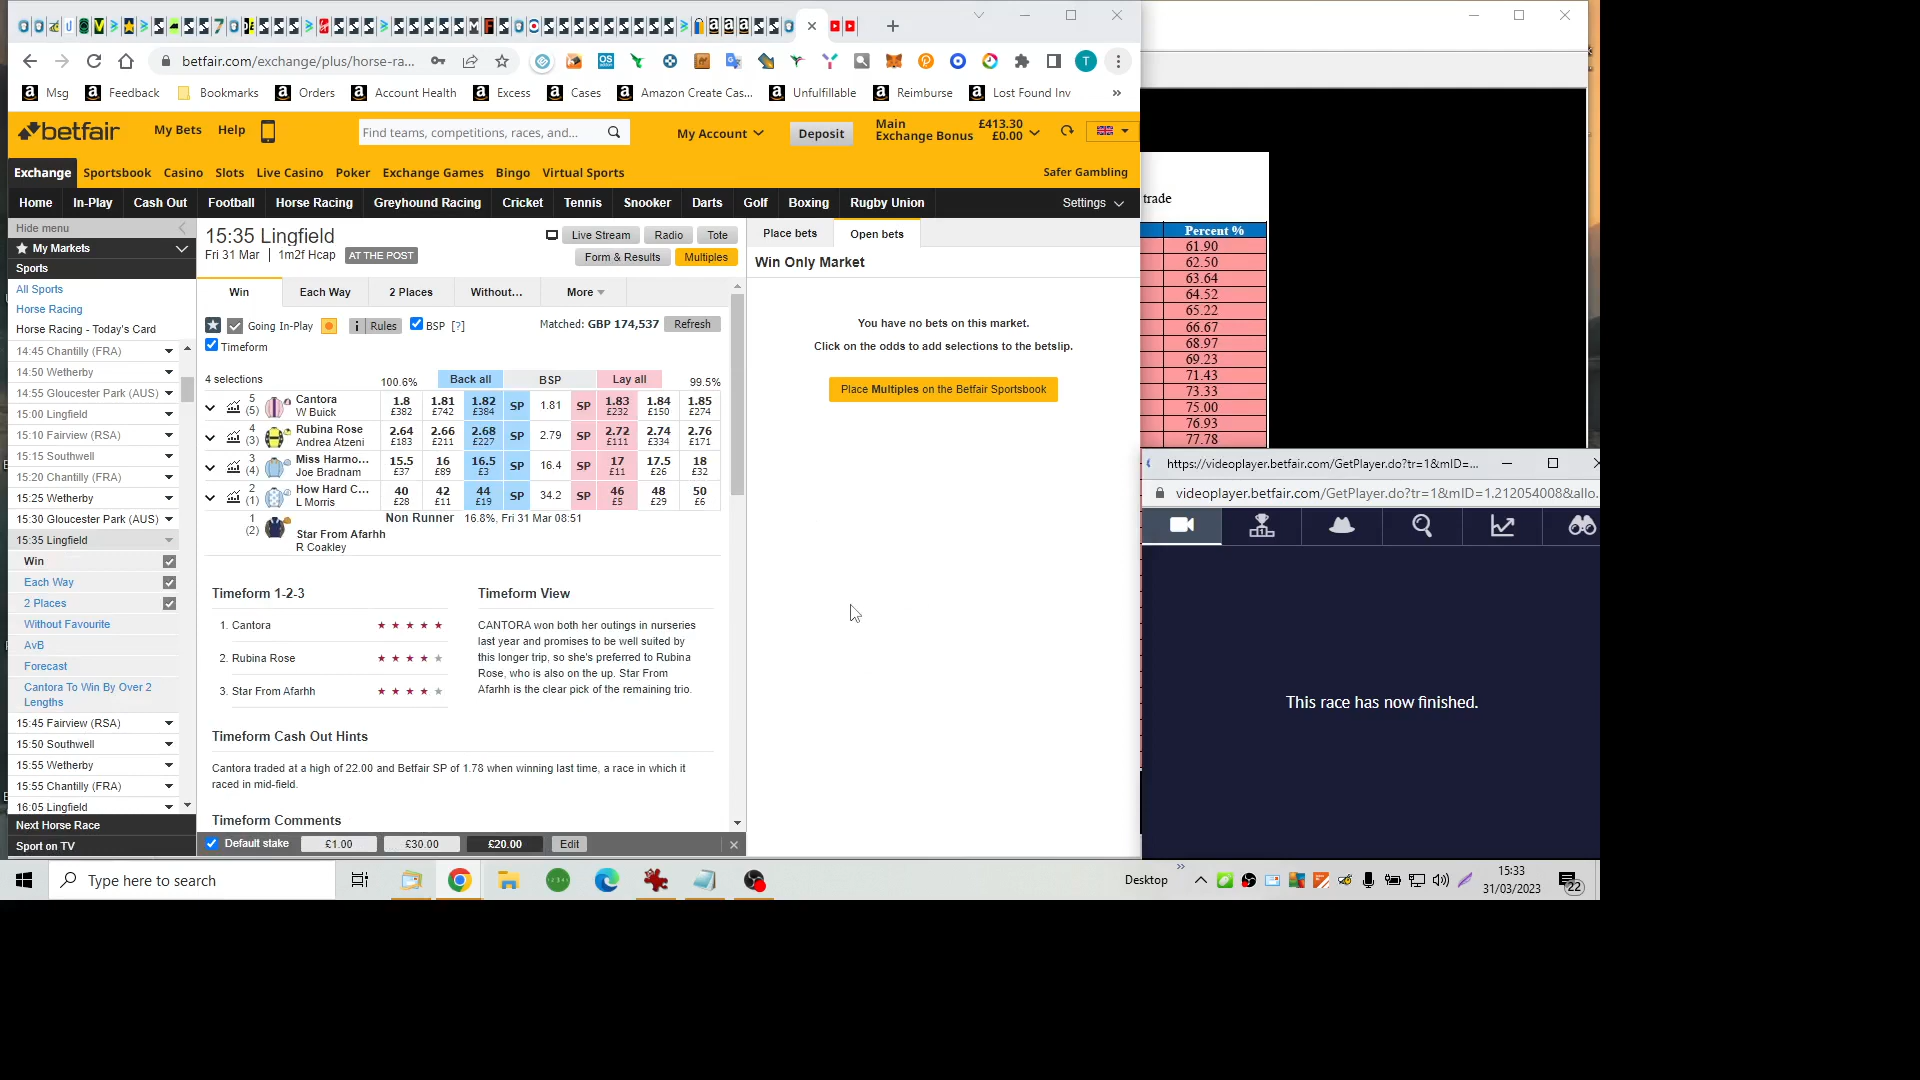 betfair.com/exchange/plus/horse-ra...
T
Msg Feedback Bookmarks Orders Account Health Excess Cases Amazon Create Cas... Unfulfillable Reimburse Lost Found Inv »
betfair My Bets Help Find teams, competitions, races, and... My Account Deposit
Main £413.30
Exchange Bonus £0.00
Exchange Sportsbook Casino Slots Live Casino Poker Exchange Games Bingo Virtual Sports Safer Gambling
Home In-Play Cash Out Football Horse Racing Greyhound Racing Cricket Tennis Snooker Darts Golf Boxing Rugby Union Settings
Hide menu
My Markets
Sports
All Sports
Horse Racing
Horse Racing - Today's Card
14:45 Chantilly (FRA)
14:50 Wetherby
14:55 Gloucester Park (AUS)
15:00 Lingfield
15:10 Fairview (RSA)
15:15 Southwell
15:20 Chantilly (FRA)
15:25 Wetherby
15:30 Gloucester Park (AUS)
15:35 Lingfield
Win
Each Way
2 Places
Without Favourite
AvB
Forecast
Cantora To Win By Over 2
Lengths
15:45 Fairview (RSA)
15:50 Southwell
15:55 Wetherby
15:55 Chantilly (FRA)
16:05 Lingfield
Next Horse Race
Sport on TV
15:35 Lingfield
Fri 31 Mar | 1m2f Hcap AT THE POST
Live Stream Radio Tote
Form & Results Multiples
Win Each Way 2 Places Without... More
Going In-Play i Rules BSP [?] Matched: GBP 174,537 Refresh
Timeform
4 selections 100.6% Back all BSP Lay all 99.5%
5 Cantora 1.8 1.81 1.82 SP 1.81 SP 1.83 1.84 1.85
(5) W Buick £382 £742 £384 £232 £150 £274
4 Rubina Rose 2.64 2.66 2.68 SP 2.79 SP 2.72 2.74 2.76
(3) Andrea Atzeni £183 £211 £227 £111 £334 £171
3 Miss Harmo... 15.5 16 16.5 SP 16.4 SP 17 17.5 18
(4) Joe Bradnam £37 £89 £3 £11 £26 £32
2 How Hard C... 40 42 44 SP 34.2 SP 46 48 50
(1) L Morris £28 £11 £19 £5 £29 £6
1 Non Runner 16.8%, Fri 31 Mar 08:51
(2) Star From Afarhh
R Coakley
Timeform 1-2-3
1. Cantora
2. Rubina Rose
3. Star From Afarhh
Timeform View
CANTORA won both her outings in nurseries
last year and promises to be well suited by
this longer trip, so she's preferred to Rubina
Rose, who is also on the up. Star From
Afarhh is the clear pick of the remaining trio.
Timeform Cash Out Hints
Cantora traded at a high of 22.00 and Betfair SP of 1.78 when winning last time, a race in which it
raced in mid-field.
Timeform Comments
Default stake £1.00 £30.00 £20.00 Edit
Place bets Open bets
Win Only Market
You have no bets on this market.
Click on the odds to add selections to the betslip.
Place Multiples on the Betfair Sportsbook
trade
Percent %
61.90
62.50
63.64
64.52
65.22
66.67
68.97
69.23
71.43
73.33
75.00
76.93
77.78
https://videoplayer.betfair.com/GetPlayer.do?tr=1&mID=...
videoplayer.betfair.com/GetPlayer.do?tr=1&mID=1.212054008&allo...
This race has now finished.
Type here to search
Desktop
15:33
31/03/2023
22